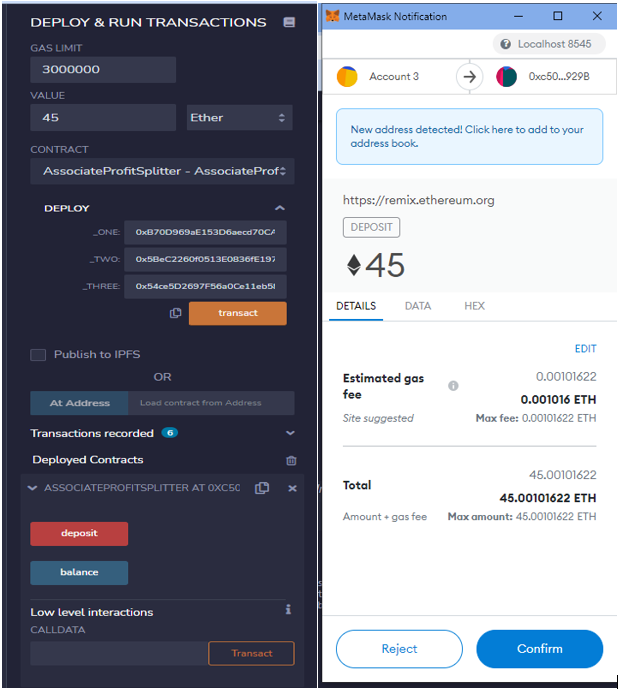 DEPLOY & RUN TRANSACTIONS
GAS LIMIT
3000000
VALUE
45
Ether
CONTRACT
AssociateProfitSplitter - AssociateProf
DEPLOY
_ONE:
0xB70D969aE153D6aecd70CA
_TWO:
0x5BeC2260f0513E0836fE197
_THREE:
0x54ce5D2697F56a0Ce11eb5
transact
Publish to IPFS
OR
At Address
Load contract from Address
Transactions recorded 6
Deployed Contracts
ASSOCIATEPROFITSPLITTER AT 0XC50
deposit
balance
Low level interactions
CALLDATA
Transact
MetaMask Notification
Localhost 8545
Account 3
0xc50...929B
New address detected! Click here to add to your
address book.
https://remix.ethereum.org
DEPOSIT
45
DETAILS
DATA
HEX
EDIT
Estimated gas
fee
0.00101622
0.001016 ETH
Site suggested
Max fee: 0.00101622 ETH
45.00101622
Total
45.00101622 ETH
Amount + gas fee
Max amount: 45.00101622 ETH
Reject
Confirm